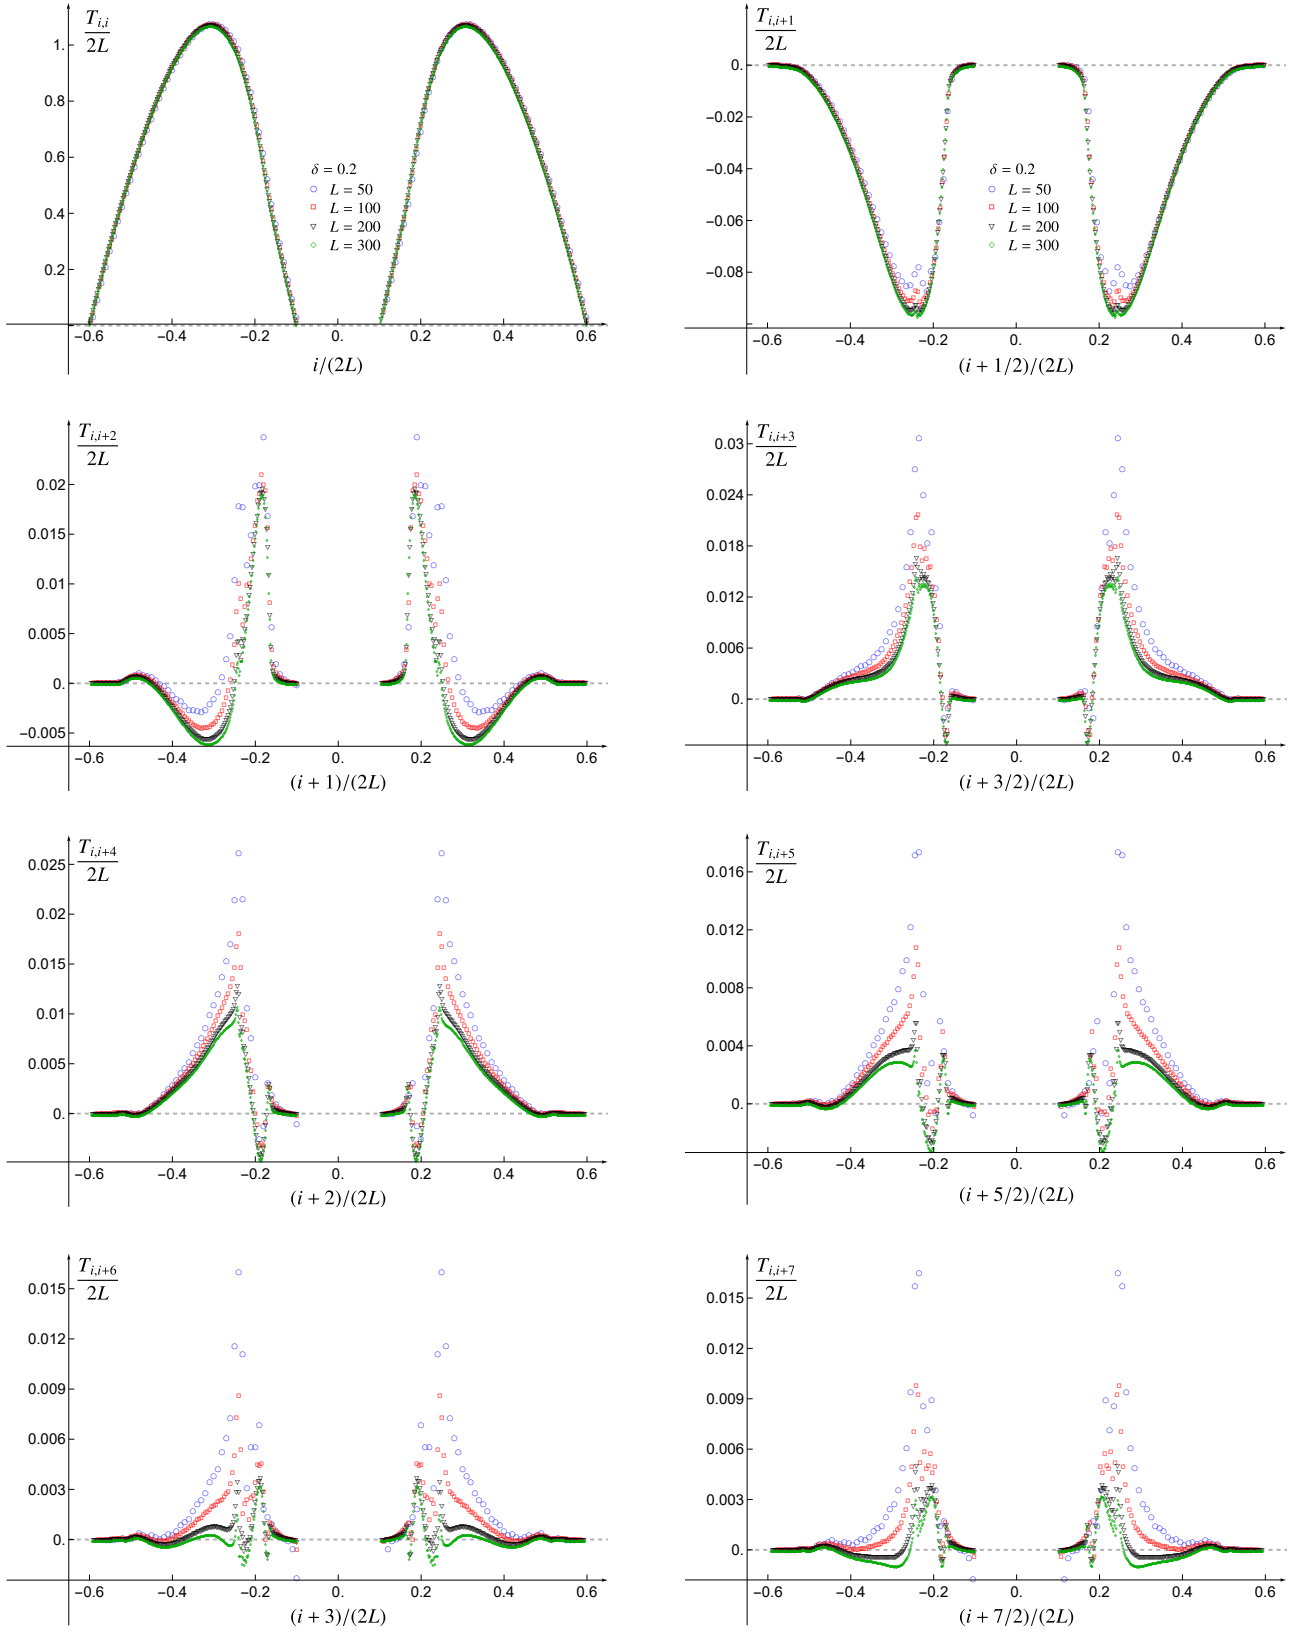 T_{i,i}/2L
1.
0.8
0.6
0.4
0.2
δ = 0.2
L = 50
L = 100
L = 200
L = 300
−0.6 −0.4 −0.2 0. 0.2 0.4 0.6
i/(2L)
T_{i,i+1}/2L
0.
−0.02
−0.04
−0.06
−0.08
δ = 0.2
L = 50
L = 100
L = 200
L = 300
−0.6 −0.4 −0.2 0. 0.2 0.4 0.6
(i + 1/2)/(2L)
T_{i,i+2}/2L
0.02
0.015
0.01
0.005
0.
−0.005
−0.6 −0.4 −0.2 0. 0.2 0.4 0.6
(i + 1)/(2L)
T_{i,i+3}/2L
0.03
0.024
0.018
0.012
0.006
0.
−0.6 −0.4 −0.2 0. 0.2 0.4 0.6
(i + 3/2)/(2L)
T_{i,i+4}/2L
0.025
0.02
0.015
0.01
0.005
0.
−0.6 −0.4 −0.2 0. 0.2 0.4 0.6
(i + 2)/(2L)
T_{i,i+5}/2L
0.016
0.012
0.008
0.004
0.
−0.6 −0.4 −0.2 0. 0.2 0.4 0.6
(i + 5/2)/(2L)
T_{i,i+6}/2L
0.015
0.012
0.009
0.006
0.003
0.
−0.6 −0.4 −0.2 0. 0.2 0.4 0.6
(i + 3)/(2L)
T_{i,i+7}/2L
0.015
0.012
0.009
0.006
0.003
0.
−0.6 −0.4 −0.2 0. 0.2 0.4 0.6
(i + 7/2)/(2L)